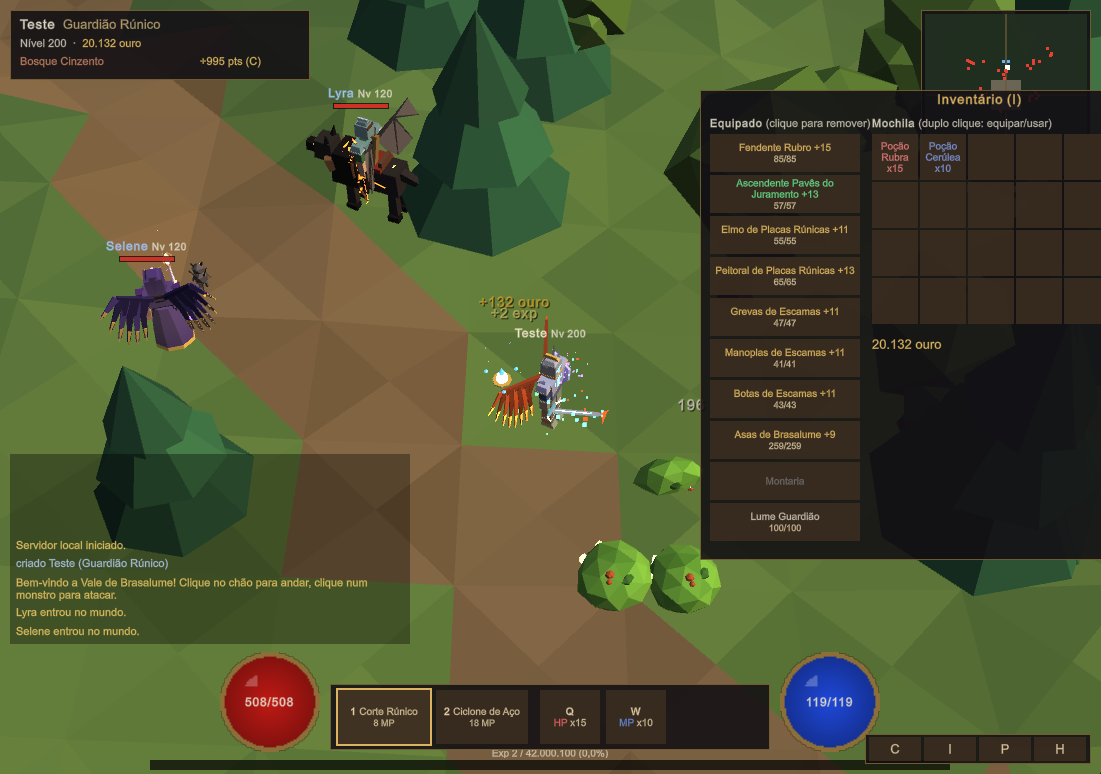 Teste Guardião Rúnico
Nível 200 · 20.132 ouro
Bosque Cinzento +995 pts (C)
Lyra Nv 120
Selene Nv 120
+132 ouro
+2 exp
Teste Nv 200
196
Inventário (I)
Equipado (clique para remover)
Mochila (duplo clique: equipar/usar)
Fendente Rubro +15
85/85
Ascendente Pavês do
Juramento +13
57/57
Elmo de Placas Rúnicas +11
55/55
Peitoral de Placas Rúnicas +13
65/65
Grevas de Escamas +11
47/47
Manoplas de Escamas +11
41/41
Botas de Escamas +11
43/43
Asas de Brasalume +9
259/259
Montaria
Lume Guardião
100/100
Poção
Rubra
x15
Poção
Cerúlea
x10
20.132 ouro
Servidor local iniciado.
criado Teste (Guardião Rúnico)
Bem-vindo a Vale de Brasalume! Clique no chão para andar, clique num
monstro para atacar.
Lyra entrou no mundo.
Selene entrou no mundo.
508/508
1 Corte Rúnico
8 MP
2 Ciclone de Aço
18 MP
Q
HP x15
W
MP x10
119/119
C I P H
Exp 2 / 42.000.100 (0,0%)